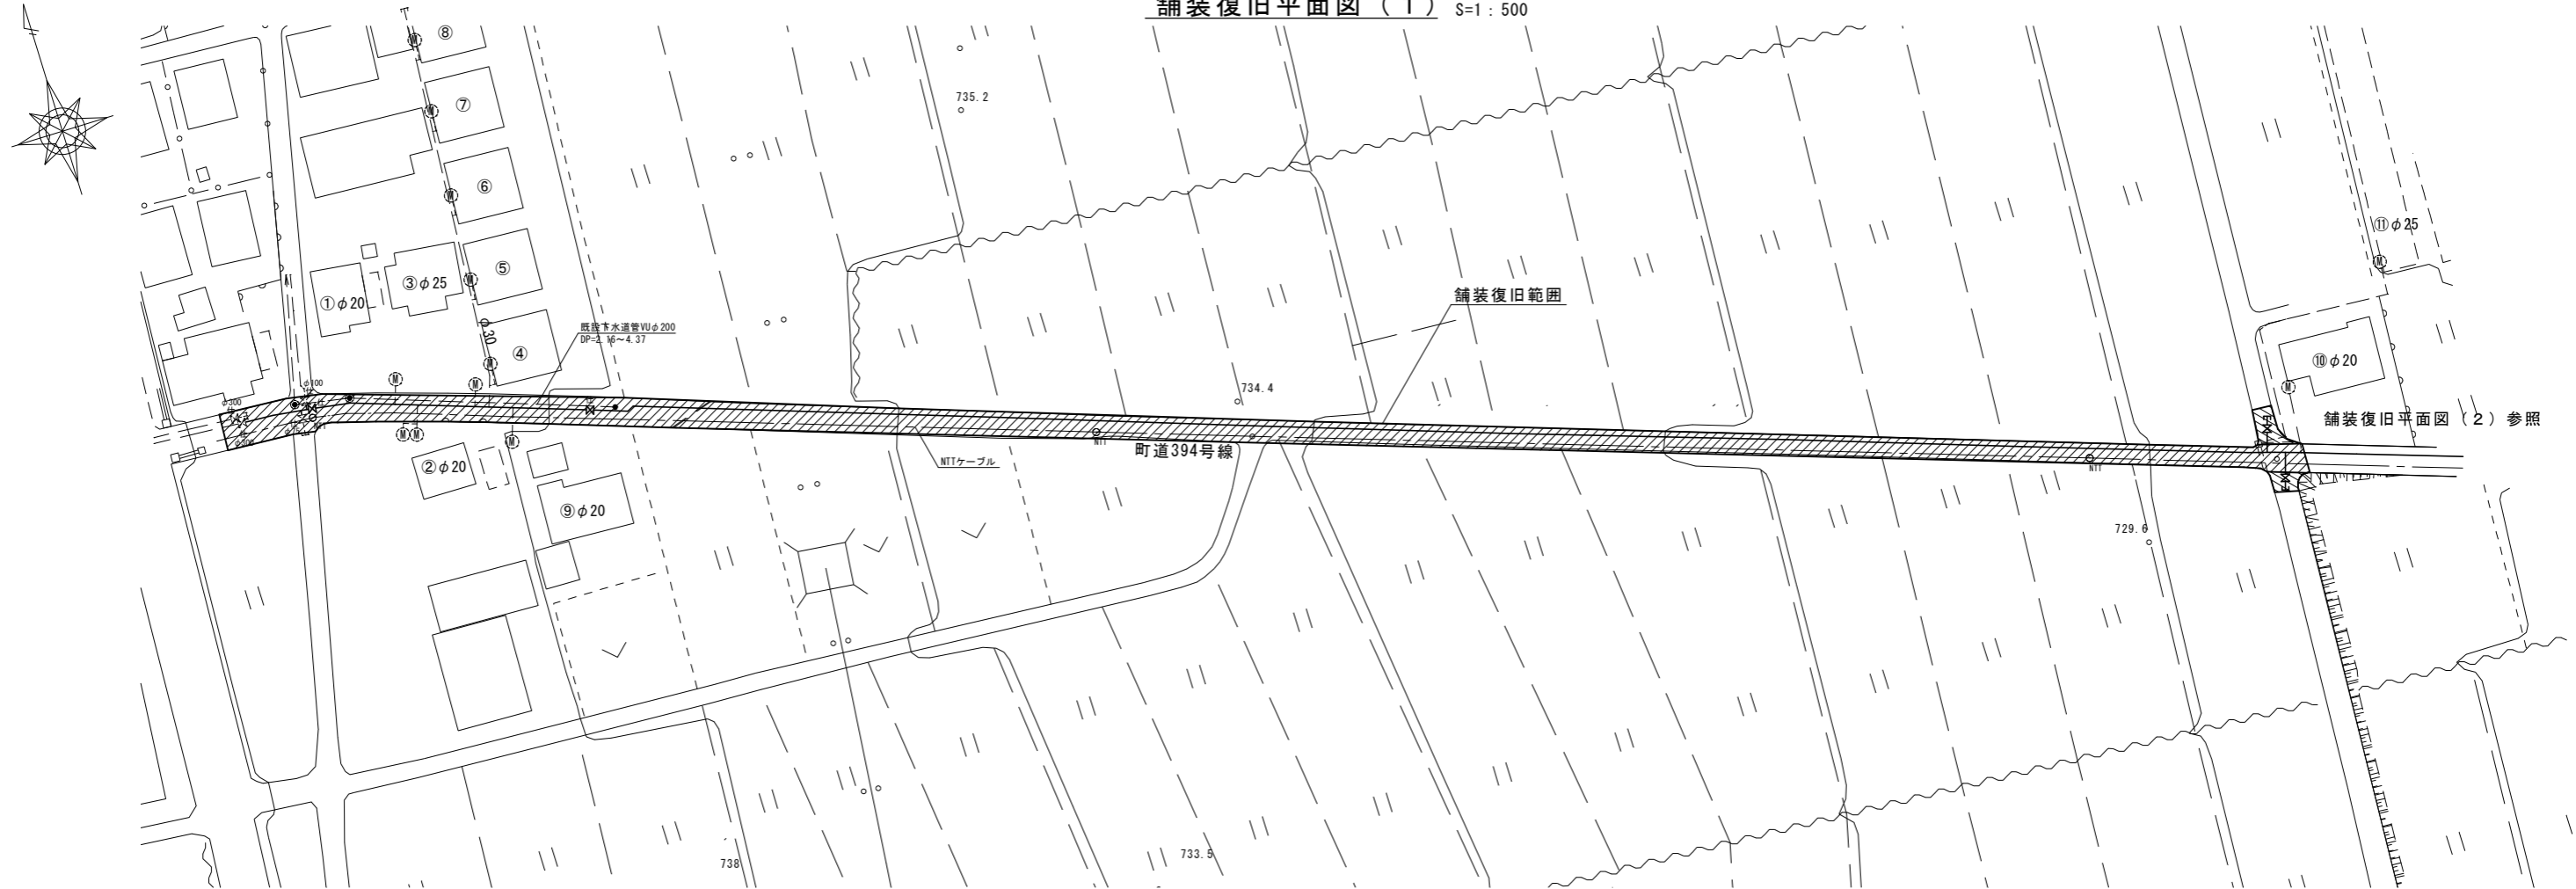 舗装復旧平面図（1） S=1：500
⑧
⑦
735.2
⑥
⑪φ25
⑤
③φ25
①φ20
舗装復旧範囲
φ30
既設下水道管VUφ200
DP=2.16～4.37
④
⑩φ20
φ100
734.4
φ300
舗装復旧平面図（2）参照
NTT
町道394号線
NTTケーブル
NTT
②φ20
⑨φ20
729.6
733.5
738